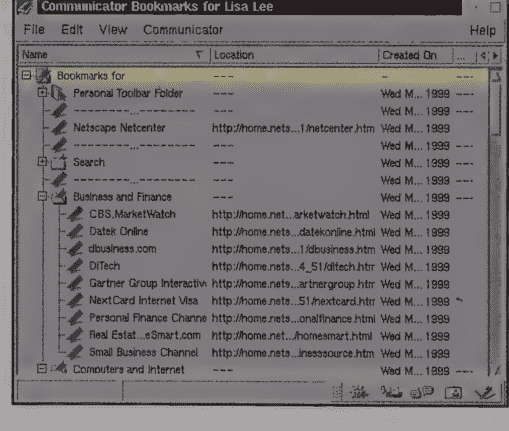 Communicator Bookmarks for Lisa Lee
File Edit View Communicator Help
Name Location Created On ...
Bookmarks for --- - ---
Personal Toolbar Folder --- Wed M... 1999 ---
---------...--------- --- Wed M... 1999 ---
Netscape Netcenter http://home.nets...1/netcenter.htm Wed M... 1999
---------...--------- --- Wed M... 1999 ---
Search --- Wed M... 1999 ---
---------...--------- --- Wed M... 1999 ---
Business and Finance --- Wed M... 1999 ---
CBS.MarketWatch http://home.net...arketwatch.html Wed M... 1999
Datek Online http://home.nets...datekonline.html Wed M... 1999
dbusiness.com http://home.nets...1/dbusiness.htm Wed M... 1999
DiTech http://home.nets...4_51/ditech.htm Wed M... 1999
Gartner Group Interactiv http://home.nets...artnergroup.htm Wed M... 1999
NextCard Internet Visa http://home.nets...51/nextcard.htm Wed M... 1999
Personal Finance Channe http://home.nets...onalfinance.html Wed M... 1999
Real Estat...eSmart.com http://home.net.../homesmart.html Wed M... 1999
Small Business Channel http://home.nets...inesssource.htm Wed M... 1999
Computers and Internet --- Wed M... 1999 ---